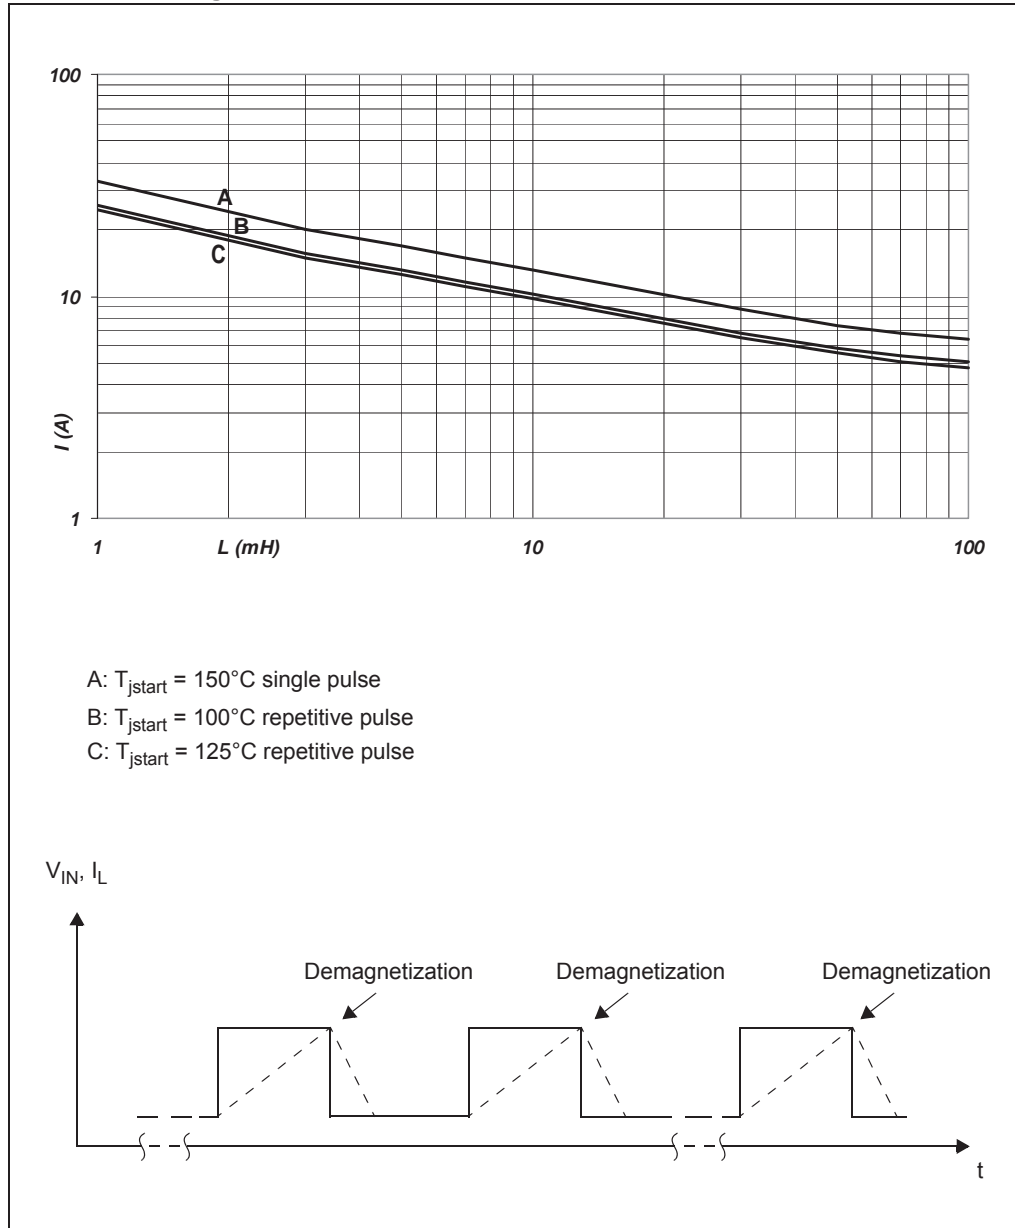 100
A
B
C
10
I (A)
1
1 L (mH) 10 100
A: Tjstart = 150°C single pulse
B: Tjstart = 100°C repetitive pulse
C: Tjstart = 125°C repetitive pulse
VIN, IL
Demagnetization Demagnetization Demagnetization
t